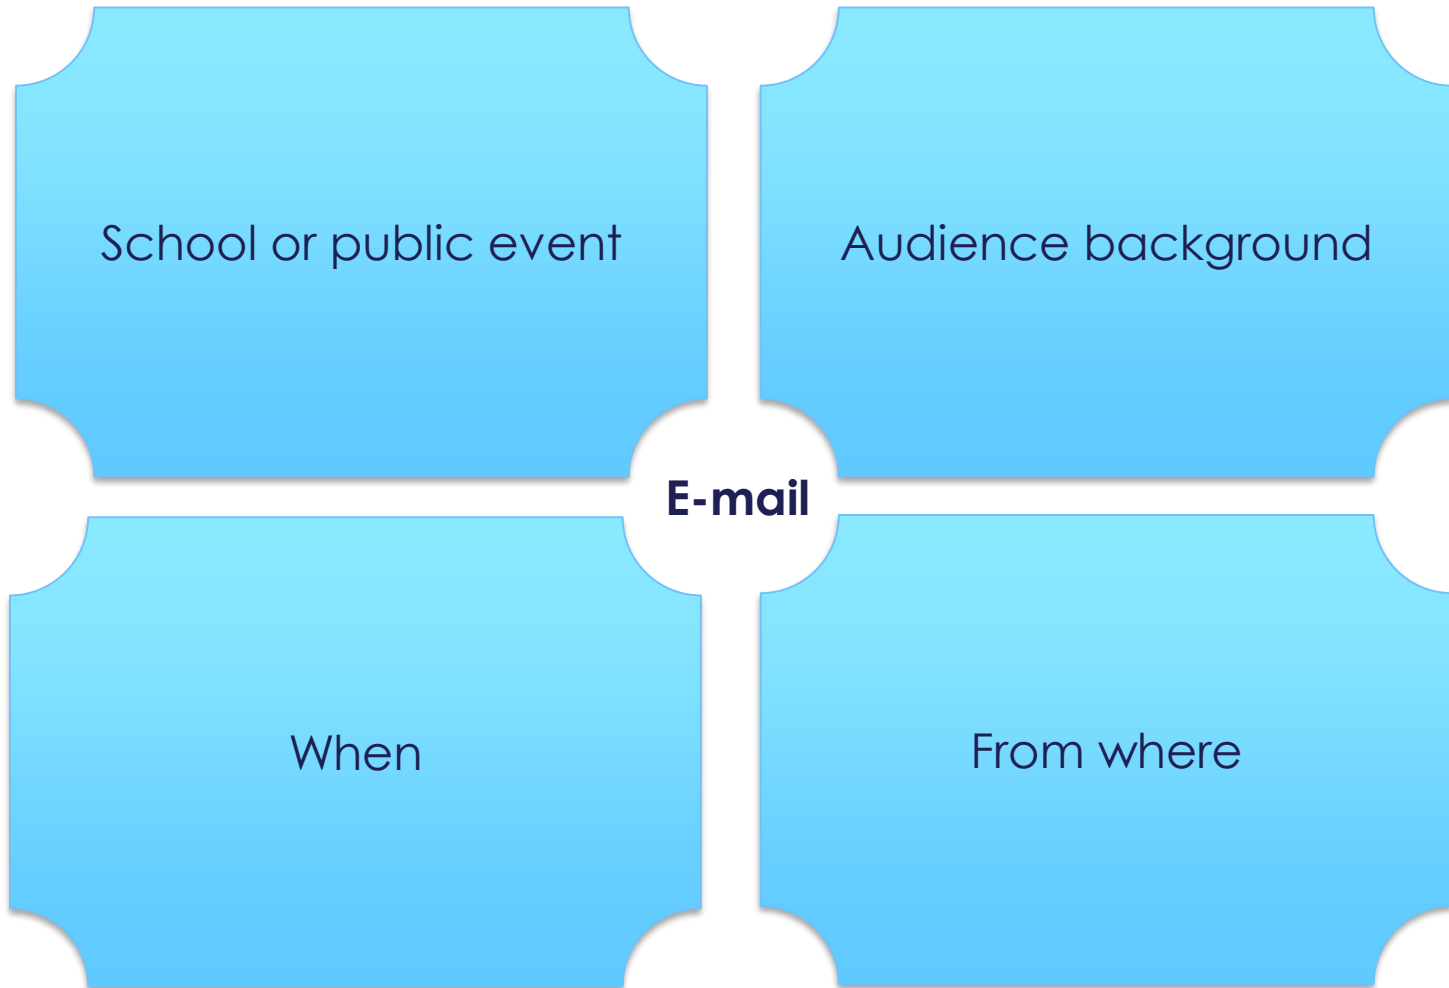 School or public event
Audience background
E-mail
When
From where